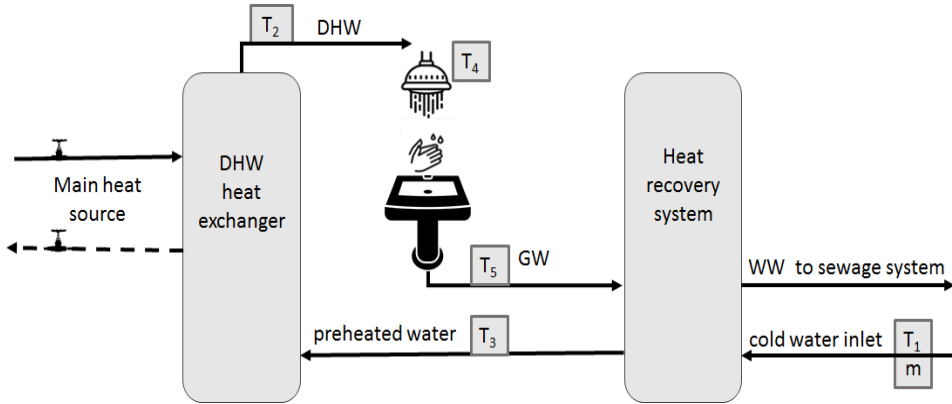 T2
DHW
T4
Main heat
source
DHW
heat
exchanger
Heat
recovery
system
T5
GW
WW to sewage system
preheated water
T3
cold water inlet
T1
m